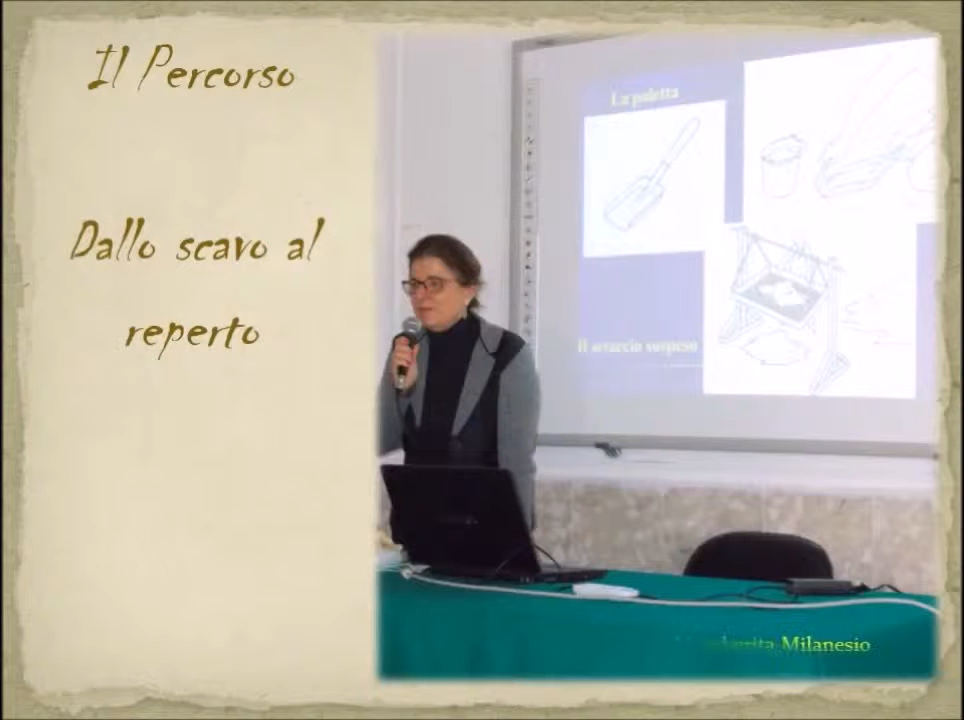 Il Percorso
Dallo scavo al
reperto
La paletta
Il setaccio sospeso
Milanesio